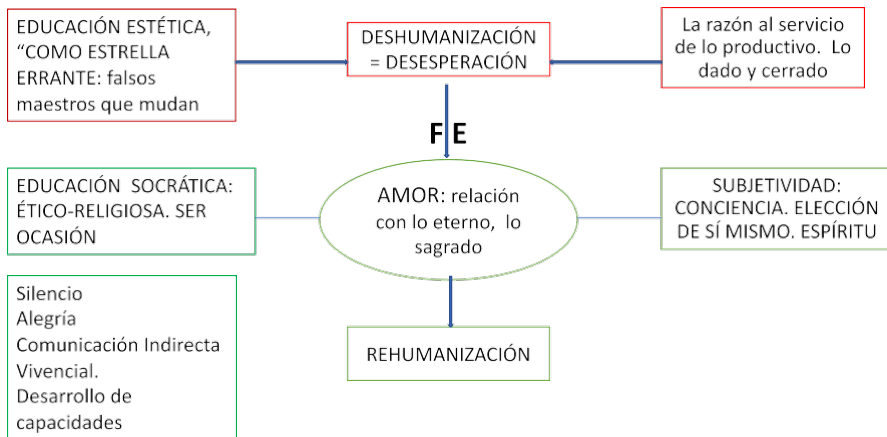 EDUCACIÓN ESTÉTICA,
“COMO ESTRELLA
ERRANTE: falsos
maestros que mudan
DESHUMANIZACIÓN
= DESESPERACIÓN
La razón al servicio
de lo productivo. Lo
dado y cerrado
FE
EDUCACIÓN SOCRÁTICA:
ÉTICO-RELIGIOSA. SER
OCASIÓN
AMOR: relación
con lo eterno, lo
sagrado
SUBJETIVIDAD:
CONCIENCIA. ELECCIÓN
DE SÍ MISMO. ESPÍRITU
Silencio
Alegría
Comunicación Indirecta
Vivencial.
Desarrollo de
capacidades
REHUMANIZACIÓN